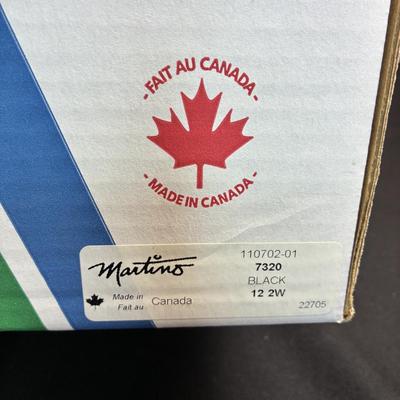 - FAIT AU CANADA -
- MADE IN CANADA -
Martino
110702-01
7320
BLACK
12 2W
Made in
Fait au
Canada
22705